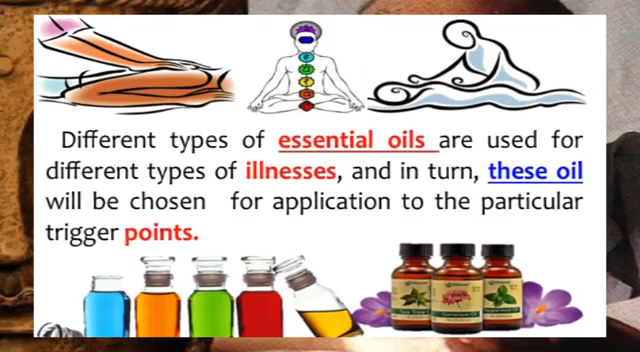 Different types of essential oils are used for
different types of illnesses, and in turn, these oil
will be chosen for application to the particular
trigger points.